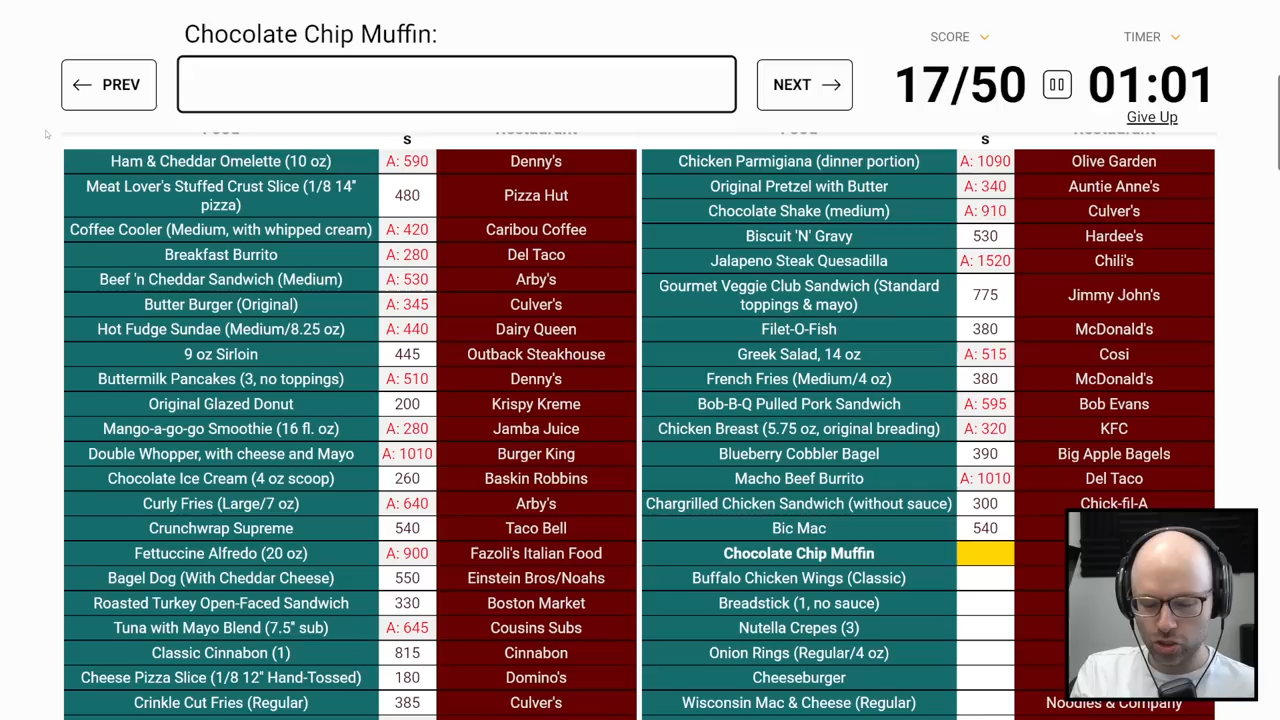 Chocolate Chip Muffin:
SCORE
TIMER
← PREV
NEXT →
17/50
01:01
Give Up
s
s
Ham & Cheddar Omelette (10 oz) A: 590 Denny's
Meat Lover's Stuffed Crust Slice (1/8 14"
pizza) 480 Pizza Hut
Coffee Cooler (Medium, with whipped cream) A: 420 Caribou Coffee
Breakfast Burrito A: 280 Del Taco
Beef 'n Cheddar Sandwich (Medium) A: 530 Arby's
Butter Burger (Original) A: 345 Culver's
Hot Fudge Sundae (Medium/8.25 oz) A: 440 Dairy Queen
9 oz Sirloin 445 Outback Steakhouse
Buttermilk Pancakes (3, no toppings) A: 510 Denny's
Original Glazed Donut 200 Krispy Kreme
Mango-a-go-go Smoothie (16 fl. oz) A: 280 Jamba Juice
Double Whopper, with cheese and Mayo A: 1010 Burger King
Chocolate Ice Cream (4 oz scoop) 260 Baskin Robbins
Curly Fries (Large/7 oz) A: 640 Arby's
Crunchwrap Supreme 540 Taco Bell
Fettuccine Alfredo (20 oz) A: 900 Fazoli's Italian Food
Bagel Dog (With Cheddar Cheese) 550 Einstein Bros/Noahs
Roasted Turkey Open-Faced Sandwich 330 Boston Market
Tuna with Mayo Blend (7.5" sub) A: 645 Cousins Subs
Classic Cinnabon (1) 815 Cinnabon
Cheese Pizza Slice (1/8 12" Hand-Tossed) 180 Domino's
Crinkle Cut Fries (Regular) 385 Culver's
Chicken Parmigiana (dinner portion) A: 1090 Olive Garden
Original Pretzel with Butter A: 340 Auntie Anne's
Chocolate Shake (medium) A: 910 Culver's
Biscuit 'N' Gravy 530 Hardee's
Jalapeno Steak Quesadilla A: 1520 Chili's
Gourmet Veggie Club Sandwich (Standard
toppings & mayo) 775 Jimmy John's
Filet-O-Fish 380 McDonald's
Greek Salad, 14 oz A: 515 Cosi
French Fries (Medium/4 oz) 380 McDonald's
Bob-B-Q Pulled Pork Sandwich A: 595 Bob Evans
Chicken Breast (5.75 oz, original breading) A: 320 KFC
Blueberry Cobbler Bagel 390 Big Apple Bagels
Macho Beef Burrito A: 1010 Del Taco
Chargrilled Chicken Sandwich (without sauce) 300 Chick-fil-A
Bic Mac 540
Chocolate Chip Muffin
Buffalo Chicken Wings (Classic)
Breadstick (1, no sauce)
Nutella Crepes (3)
Onion Rings (Regular/4 oz)
Cheeseburger
Wisconsin Mac & Cheese (Regular) Noodles & Company